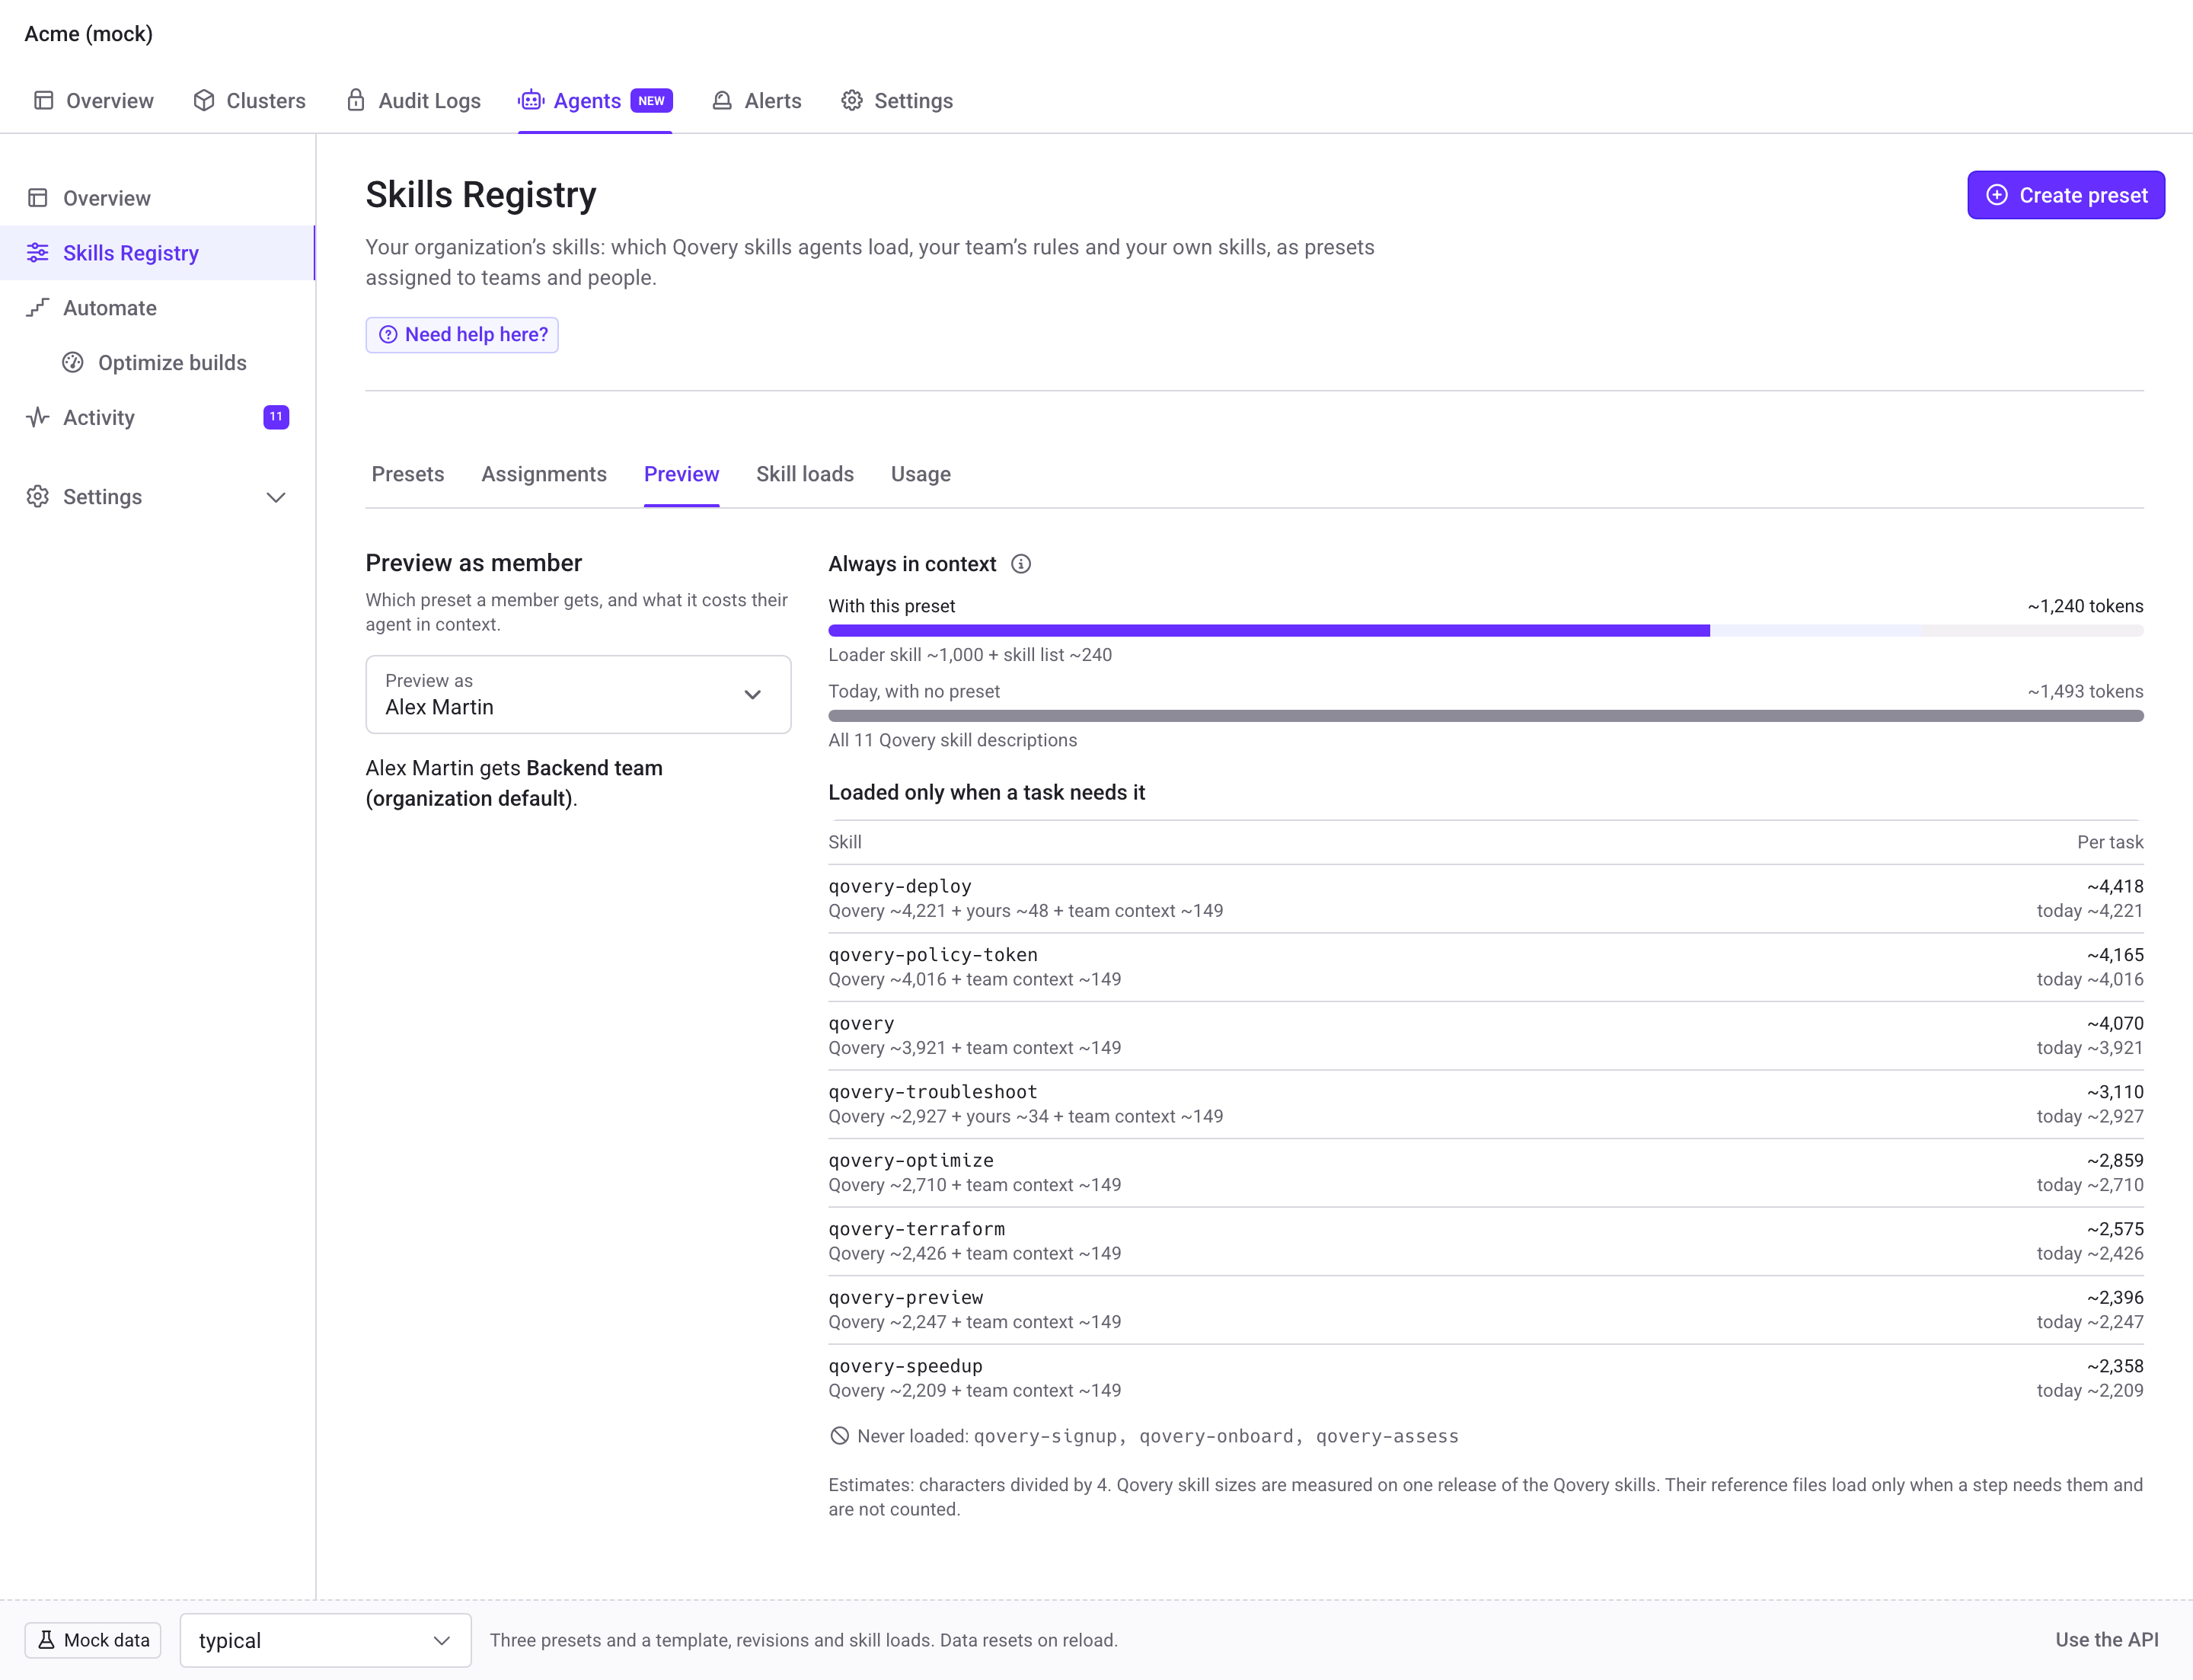 Acme (mock)
Overview
Clusters
Audit Logs
Agents NEW
Alerts
Settings
Overview
Skills Registry
Automate
Optimize builds
Activity 11
Settings
Skills Registry
Create preset
Your organization’s skills: which Qovery skills agents load, your team’s rules and your own skills, as presets
assigned to teams and people.
Need help here?
Presets
Assignments
Preview
Skill loads
Usage
Preview as member
Which preset a member gets, and what it costs their
agent in context.
Preview as
Alex Martin
Alex Martin gets Backend team
(organization default).
Always in context
With this preset ~1,240 tokens
Loader skill ~1,000 + skill list ~240
Today, with no preset ~1,493 tokens
All 11 Qovery skill descriptions
Loaded only when a task needs it
Skill Per task
qovery-deploy ~4,418
Qovery ~4,221 + yours ~48 + team context ~149 today ~4,221
qovery-policy-token ~4,165
Qovery ~4,016 + team context ~149 today ~4,016
qovery ~4,070
Qovery ~3,921 + team context ~149 today ~3,921
qovery-troubleshoot ~3,110
Qovery ~2,927 + yours ~34 + team context ~149 today ~2,927
qovery-optimize ~2,859
Qovery ~2,710 + team context ~149 today ~2,710
qovery-terraform ~2,575
Qovery ~2,426 + team context ~149 today ~2,426
qovery-preview ~2,396
Qovery ~2,247 + team context ~149 today ~2,247
qovery-speedup ~2,358
Qovery ~2,209 + team context ~149 today ~2,209
Never loaded: qovery-signup, qovery-onboard, qovery-assess
Estimates: characters divided by 4. Qovery skill sizes are measured on one release of the Qovery skills. Their reference files load only when a step needs them and
are not counted.
Mock data
typical
Three presets and a template, revisions and skill loads. Data resets on reload.
Use the API